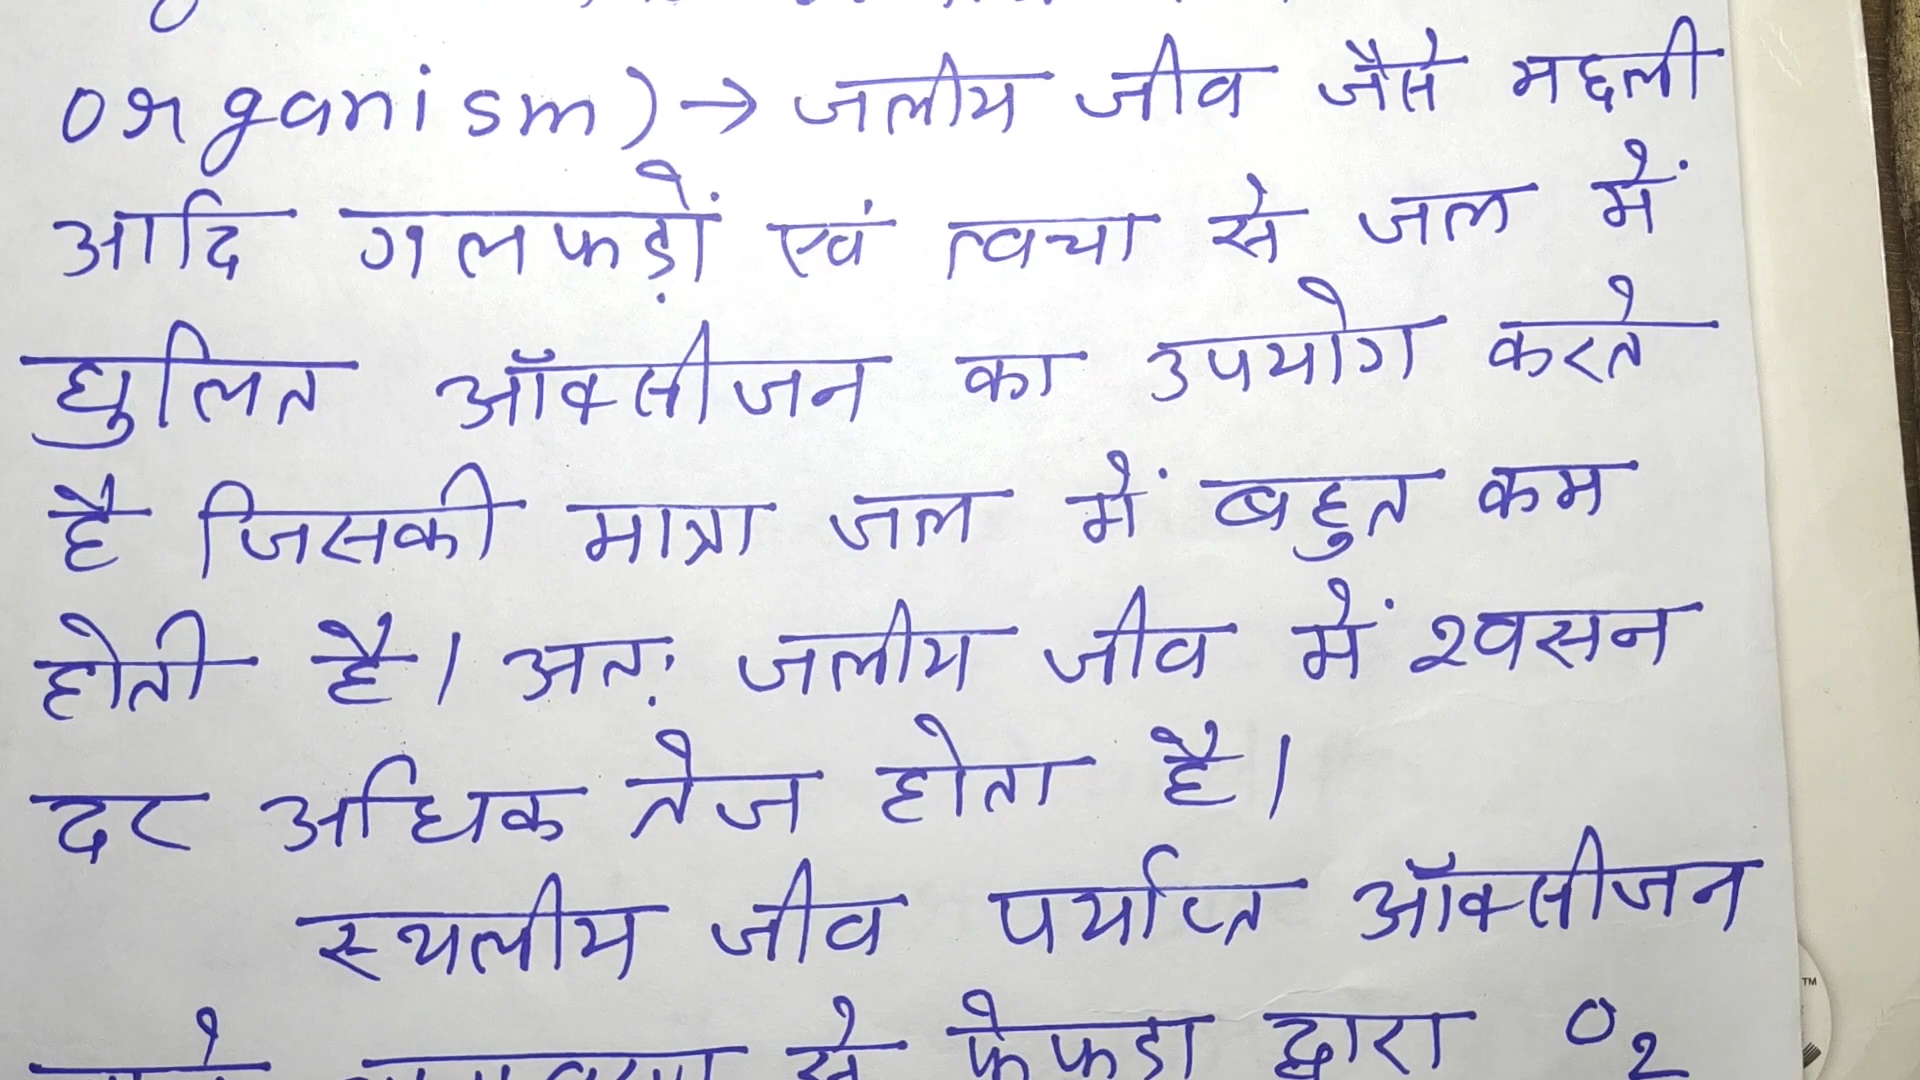 organism) → जलीय जीव जैसे मछली
आदि गलफड़ों एवं त्वचा से जल में
घुलित ऑक्सीजन का उपयोग करते
है जिसकी मात्रा जल में बहुत कम
होती है। अतः जलीय जीव में श्वसन
दर अधिक तेज होता है।
स्थलीय जीव पर्याप्त ऑक्सीजन
से फेफड़ा द्वारा O₂
TM